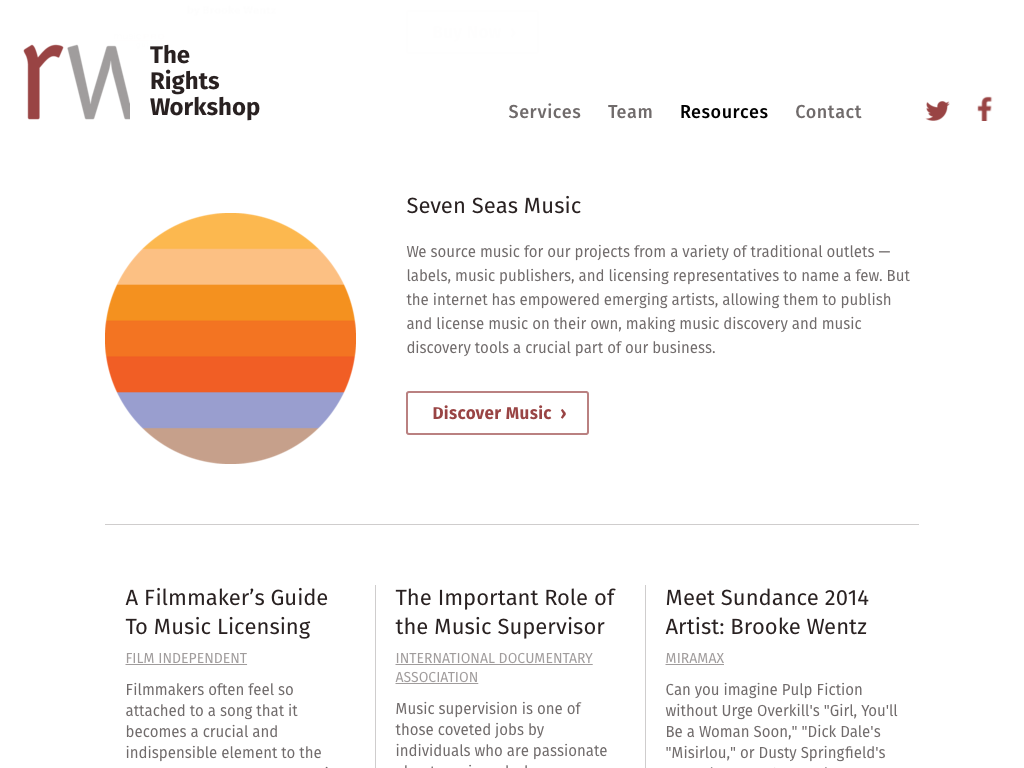 rw
The
Rights
Workshop
Services Team Resources Contact
Seven Seas Music
We source music for our projects from a variety of traditional outlets —
labels, music publishers, and licensing representatives to name a few. But
the internet has empowered emerging artists, allowing them to publish
and license music on their own, making music discovery and music
discovery tools a crucial part of our business.
Discover Music ›
A Filmmaker’s Guide
To Music Licensing
FILM INDEPENDENT
Filmmakers often feel so
attached to a song that it
becomes a crucial and
indispensible element to the
The Important Role of
the Music Supervisor
INTERNATIONAL DOCUMENTARY
ASSOCIATION
Music supervision is one of
those coveted jobs by
individuals who are passionate
Meet Sundance 2014
Artist: Brooke Wentz
MIRAMAX
Can you imagine Pulp Fiction
without Urge Overkill's "Girl, You'll
Be a Woman Soon," "Dick Dale's
"Misirlou," or Dusty Springfield's